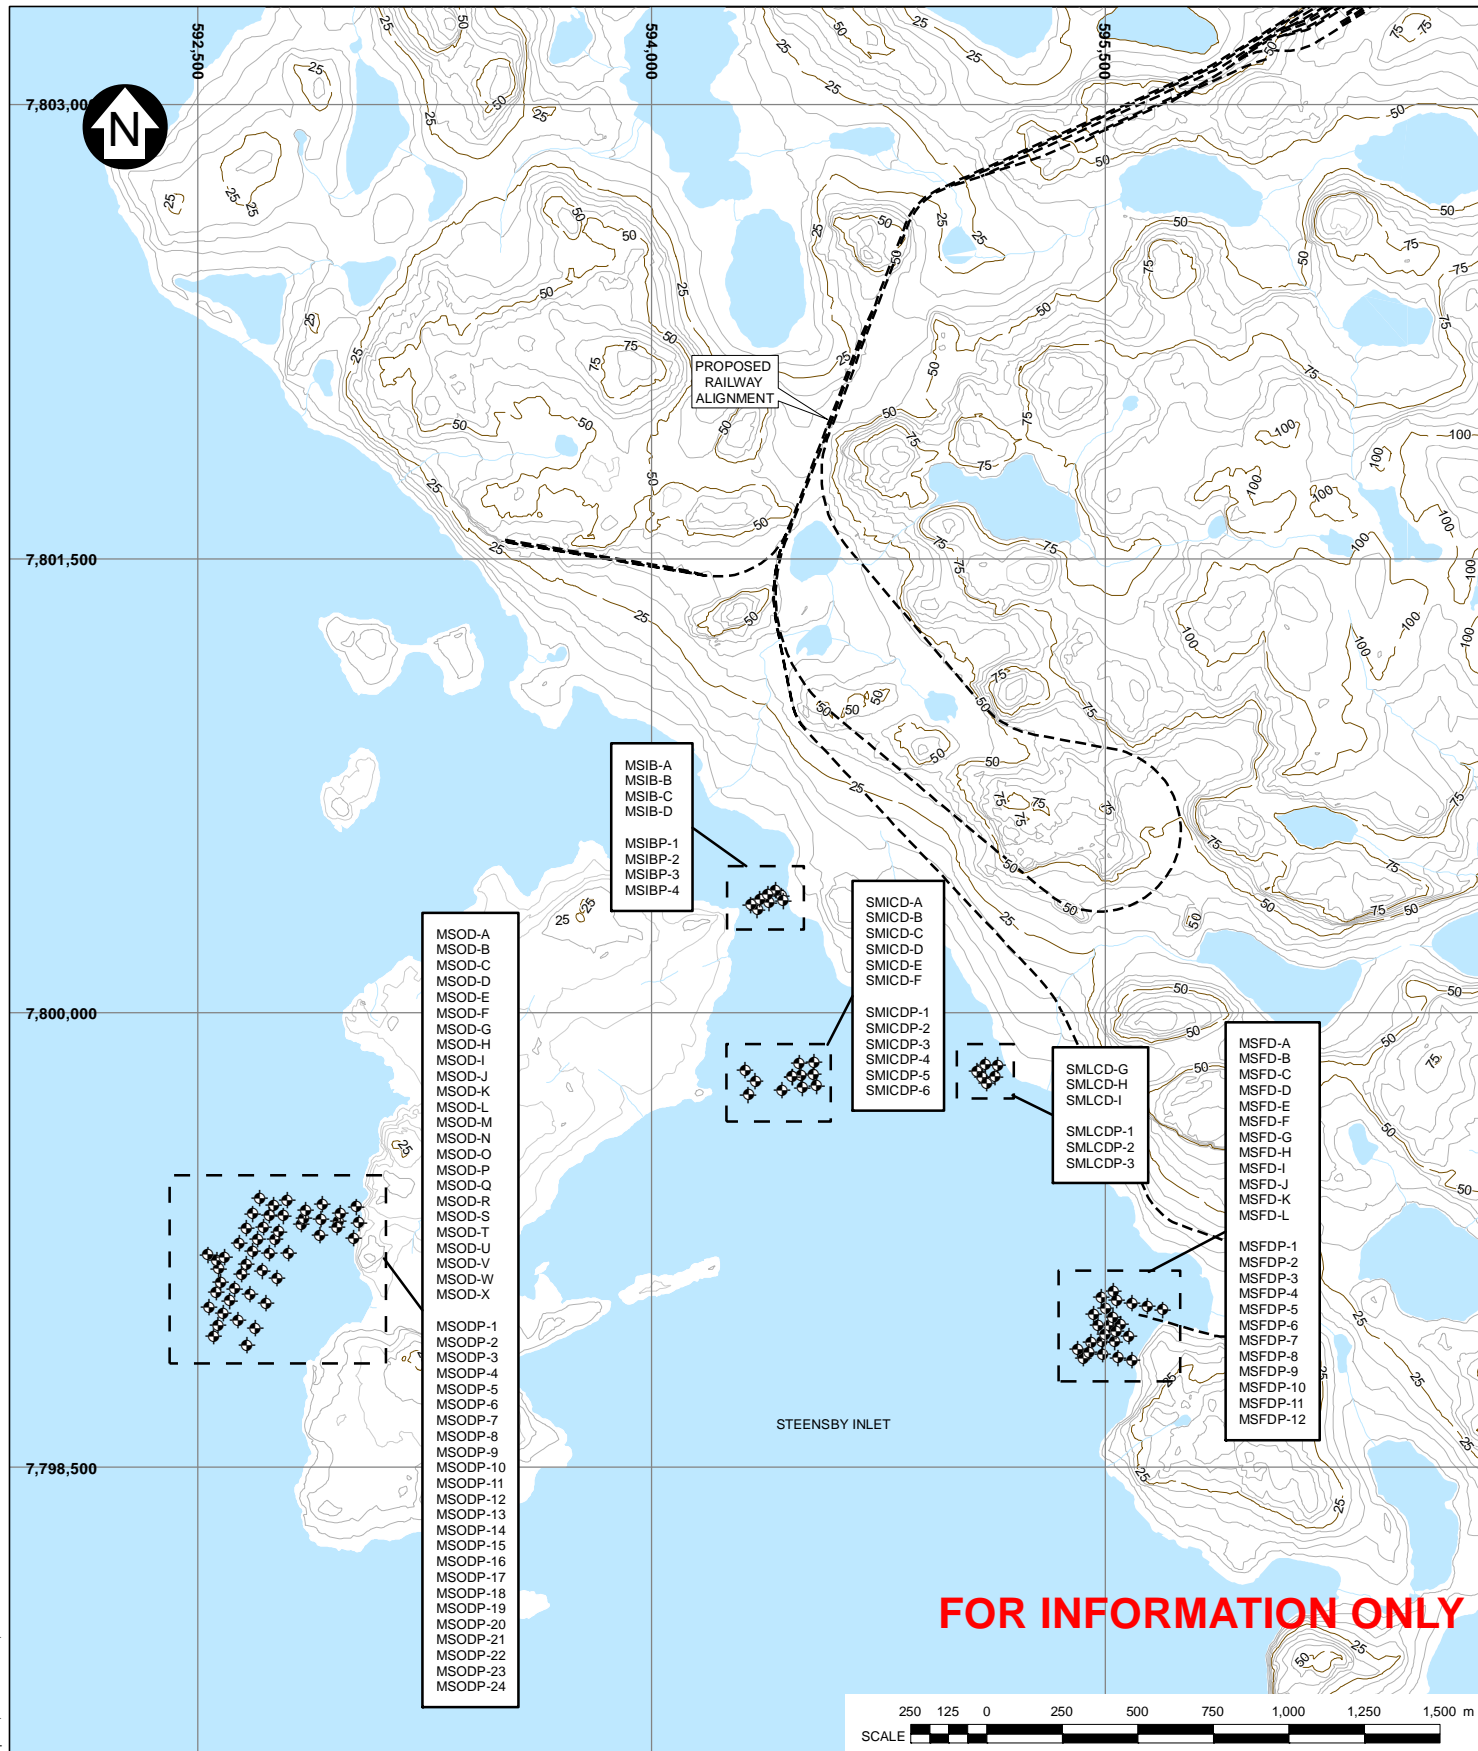 592,500
594,000
595,500
7,803,000
N
7,801,500
7,800,000
7,798,500
PROPOSED
RAILWAY
ALIGNMENT
MSIB-A
MSIB-B
MSIB-C
MSIB-D
MSIBP-1
MSIBP-2
MSIBP-3
MSIBP-4
SMICD-A
SMICD-B
SMICD-C
SMICD-D
SMICD-E
SMICD-F
SMICDP-1
SMICDP-2
SMICDP-3
SMICDP-4
SMICDP-5
SMICDP-6
MSOD-A
MSOD-B
MSOD-C
MSOD-D
MSOD-E
MSOD-F
MSOD-G
MSOD-H
MSOD-I
MSOD-J
MSOD-K
MSOD-L
MSOD-M
MSOD-N
MSOD-O
MSOD-P
MSOD-Q
MSOD-R
MSOD-S
MSOD-T
MSOD-U
MSOD-V
MSOD-W
MSOD-X
MSODP-1
MSODP-2
MSODP-3
MSODP-4
MSODP-5
MSODP-6
MSODP-7
MSODP-8
MSODP-9
MSODP-10
MSODP-11
MSODP-12
MSODP-13
MSODP-14
MSODP-15
MSODP-16
MSODP-17
MSODP-18
MSODP-19
MSODP-20
MSODP-21
MSODP-22
MSODP-23
MSODP-24
SMLCD-G
SMLCD-H
SMLCD-I
SMLCDP-1
SMLCDP-2
SMLCDP-3
MSFD-A
MSFD-B
MSFD-C
MSFD-D
MSFD-E
MSFD-F
MSFD-G
MSFD-H
MSFD-I
MSFD-J
MSFD-K
MSFD-L
MSFDP-1
MSFDP-2
MSFDP-3
MSFDP-4
MSFDP-5
MSFDP-6
MSFDP-7
MSFDP-8
MSFDP-9
MSFDP-10
MSFDP-11
MSFDP-12
STEENSBY INLET
FOR INFORMATION ONLY
250 125 0 250 500 750 1,000 1,250 1,500 m
SCALE